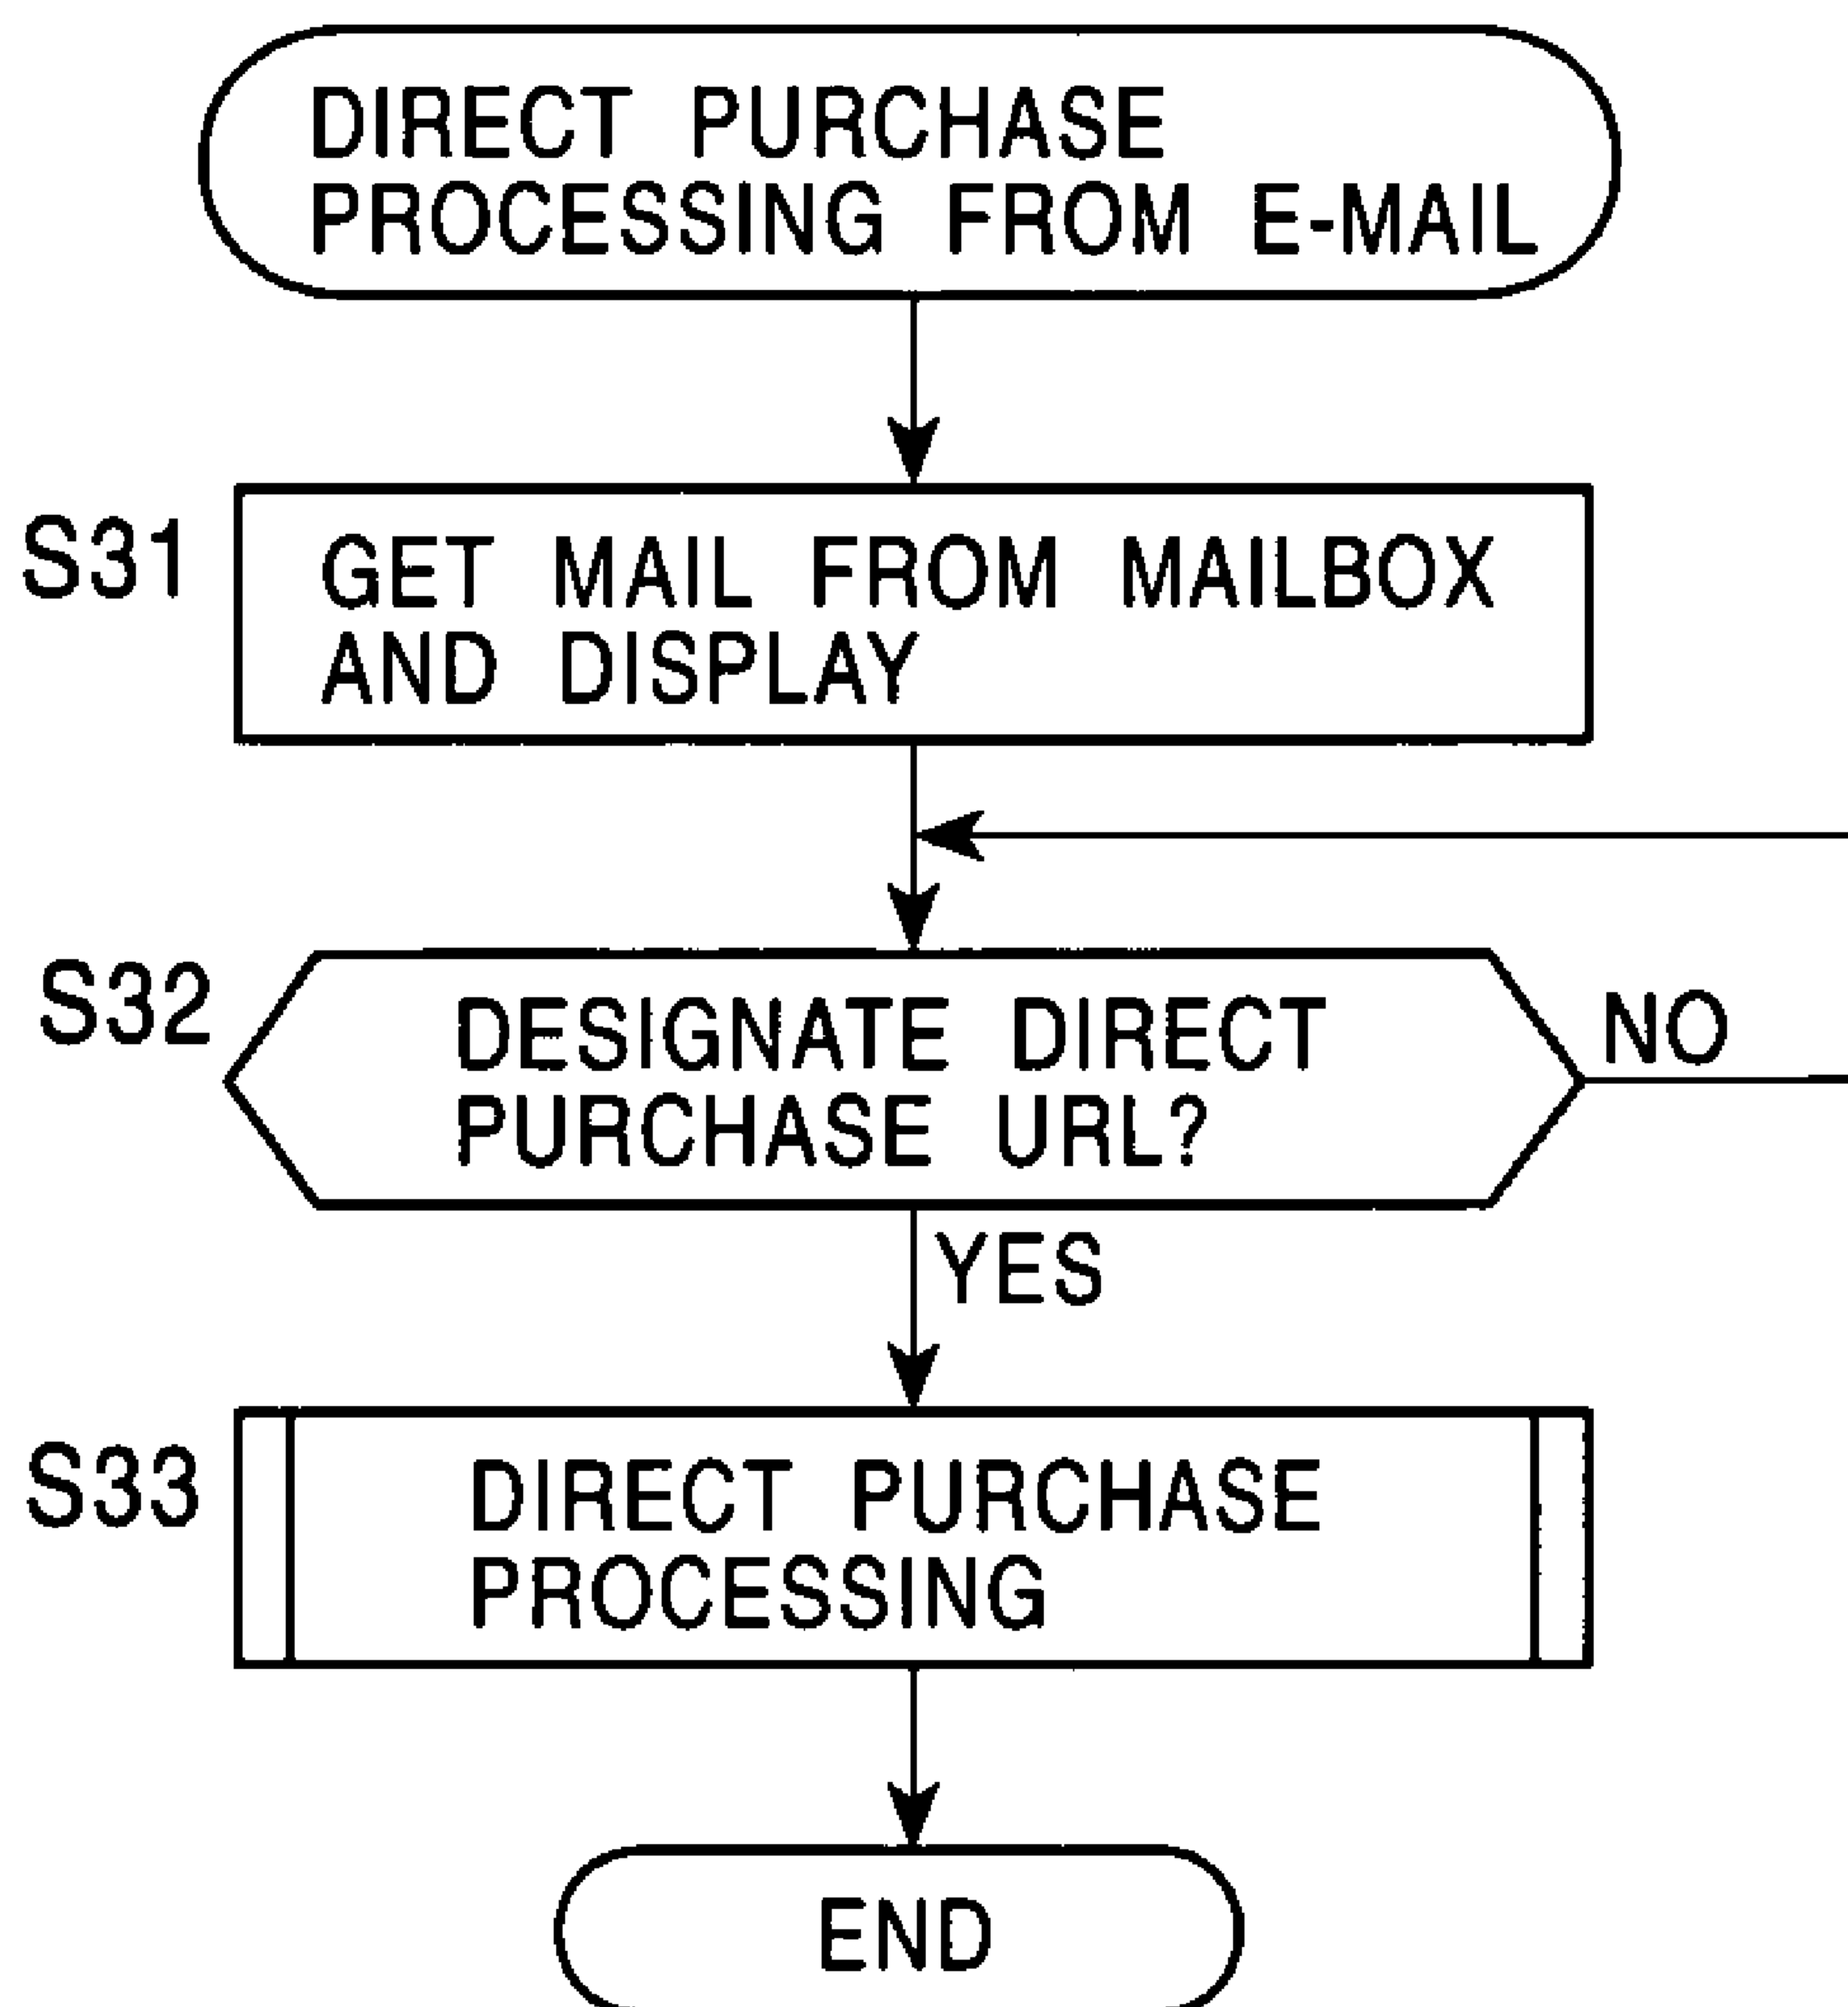 DIRECT PURCHASE
PROCESSING FROM E-MAIL
S31
GET MAIL FROM MAILBOX
AND DISPLAY
S32
DESIGNATE DIRECT
PURCHASE URL?
NO
YES
S33
DIRECT PURCHASE
PROCESSING
END